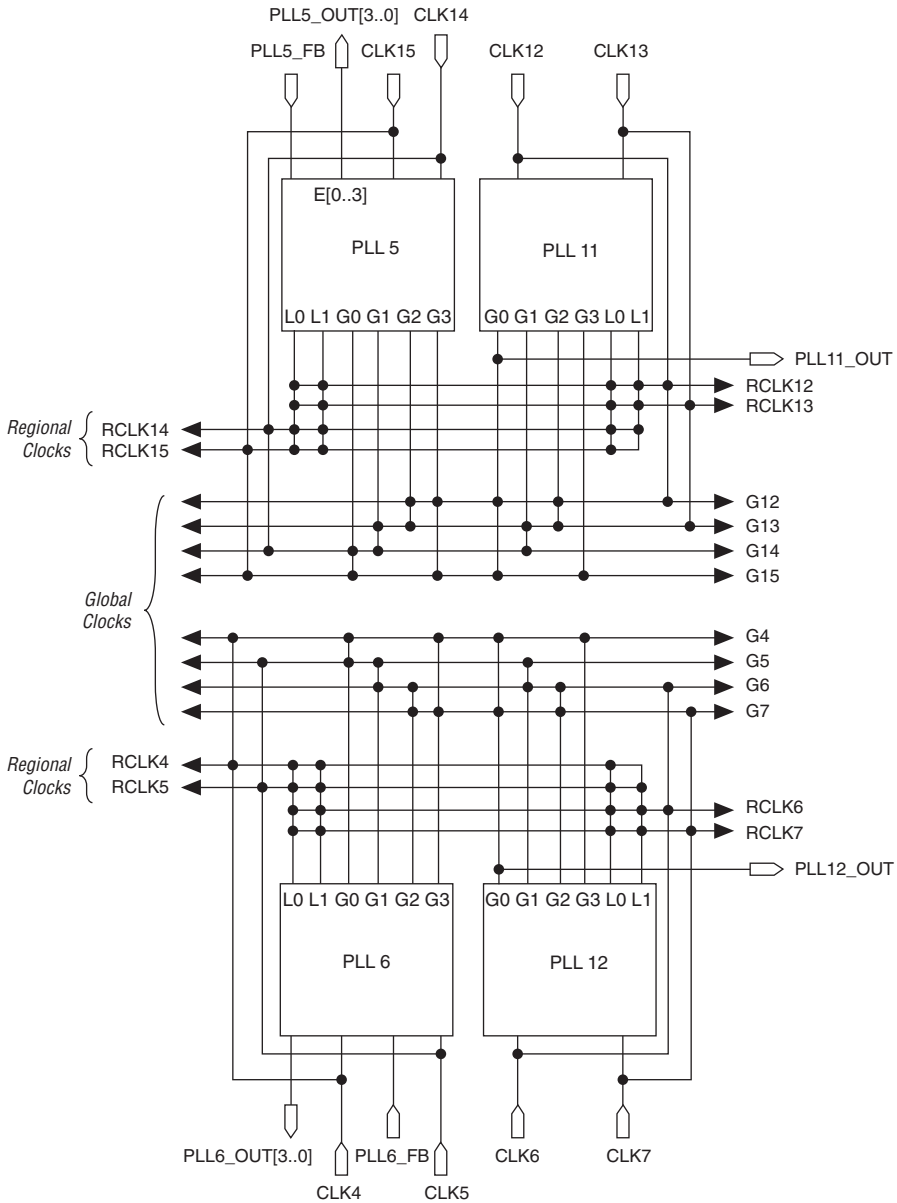 PLL5_OUT[3..0] CLK14
PLL5_FB CLK15 CLK12 CLK13
E[0..3]
PLL 5 PLL 11
L0 L1 G0 G1 G2 G3 G0 G1 G2 G3 L0 L1
PLL11_OUT
RCLK12
RCLK13
Regional
Clocks
RCLK14
RCLK15
G12
G13
G14
G15
Global
Clocks
G4
G5
G6
G7
Regional
Clocks
RCLK4
RCLK5
RCLK6
RCLK7
PLL12_OUT
L0 L1 G0 G1 G2 G3 G0 G1 G2 G3 L0 L1
PLL 6 PLL 12
PLL6_OUT[3..0] PLL6_FB CLK6 CLK7
CLK4 CLK5